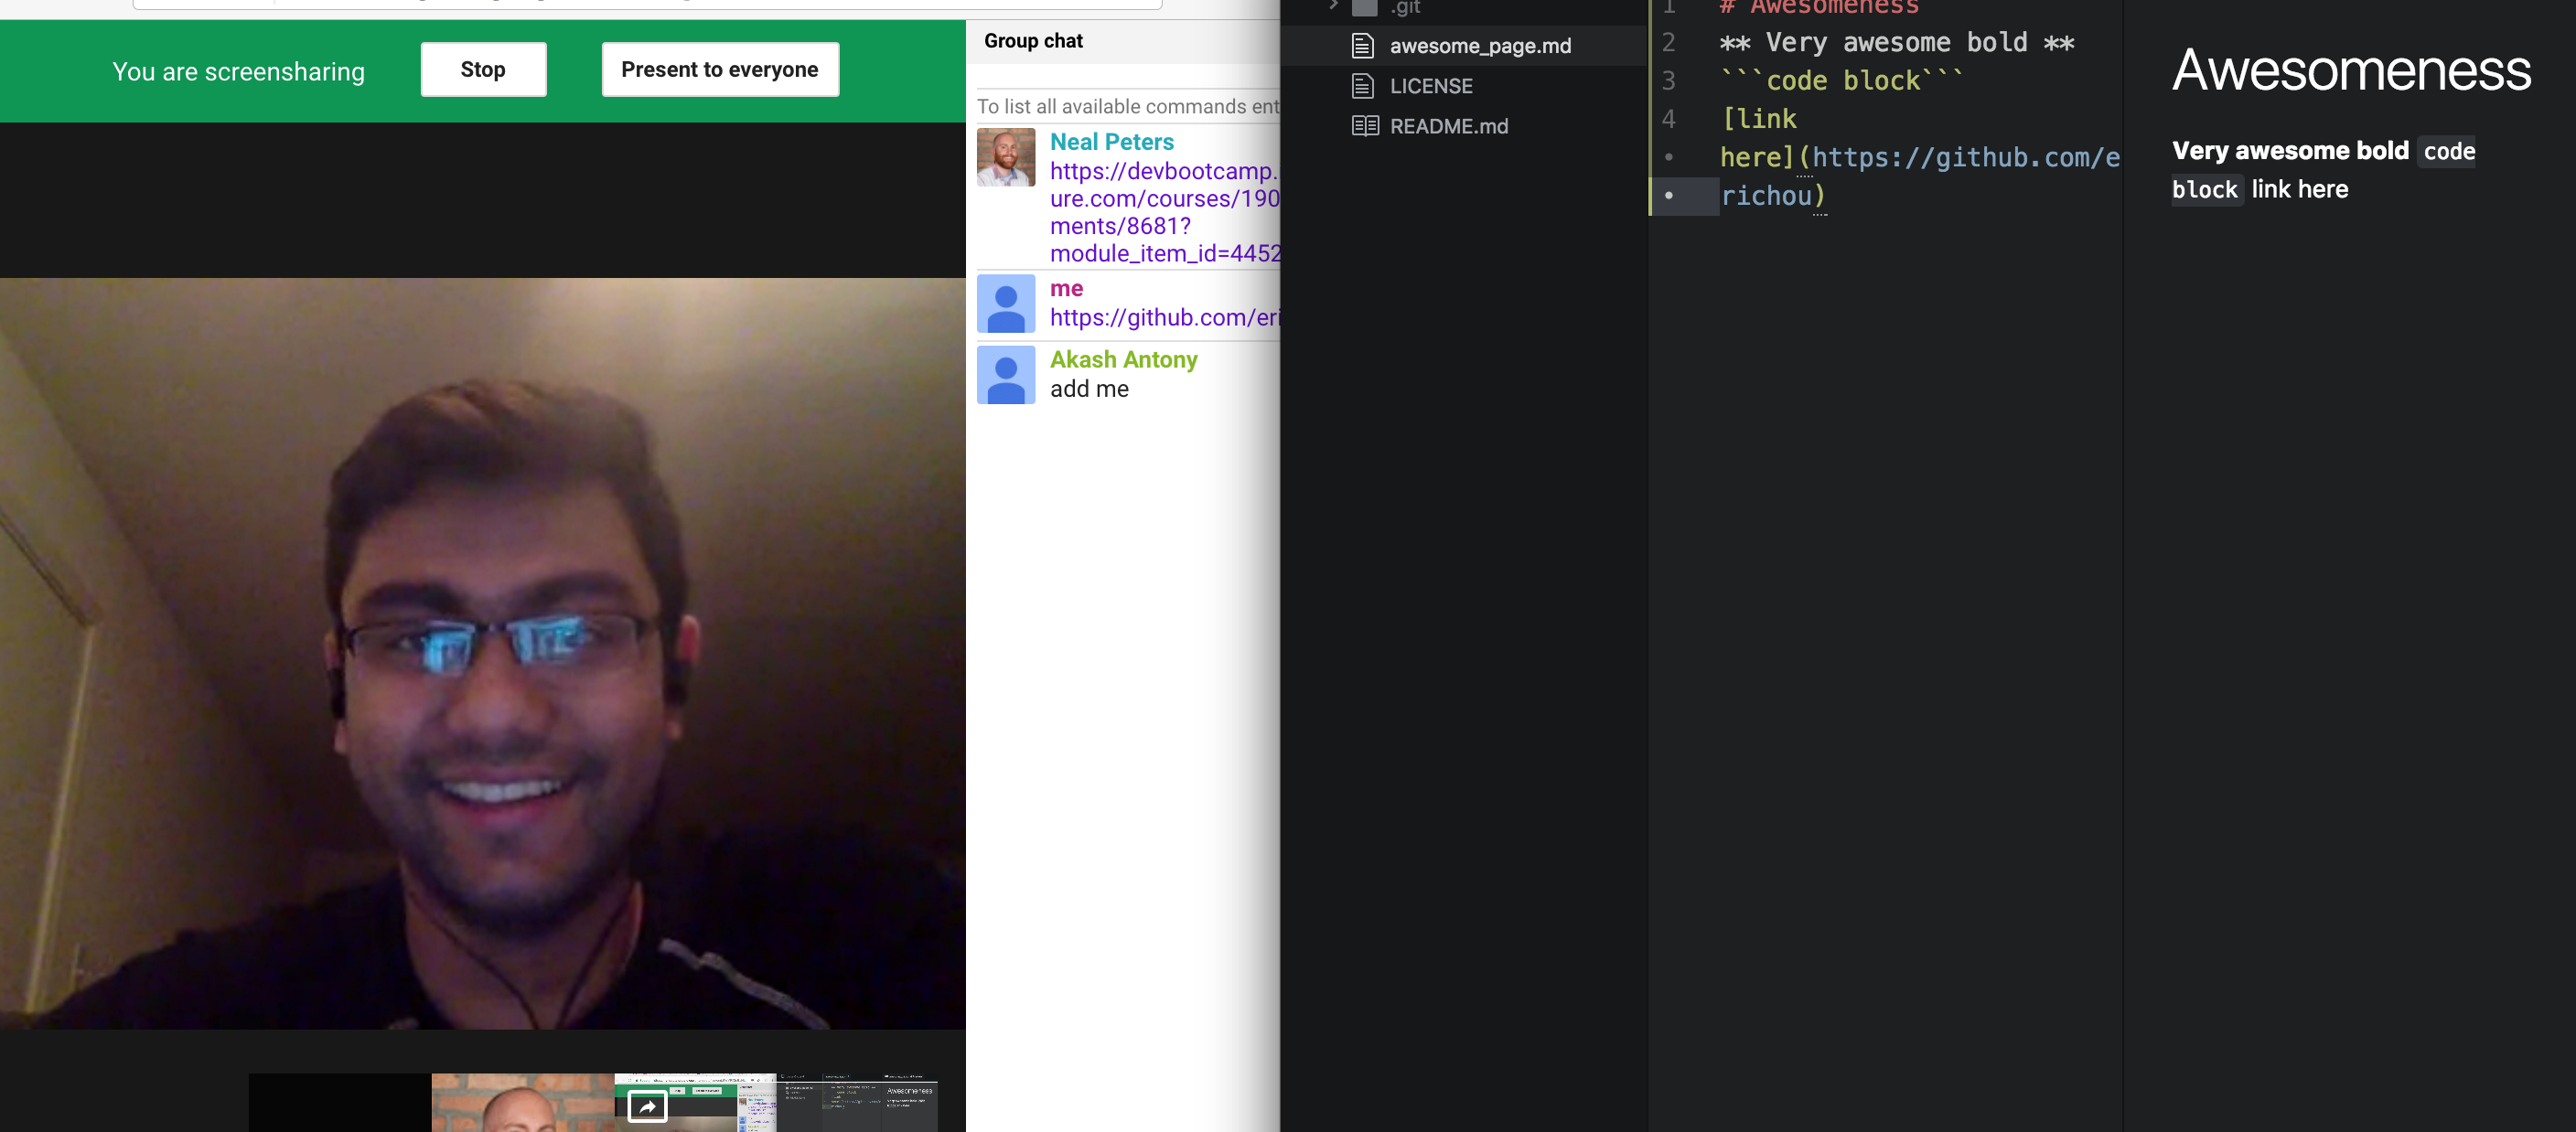 You are screensharing
Stop
Present to everyone
Group chat
To list all available commands ent
Neal Peters
https://devbootcamp.
ure.com/courses/190
ments/8681?
module_item_id=4452
me
https://github.com/eri
Akash Antony
add me
.git
awesome_page.md
LICENSE
README.md
1 # Awesomeness
2 ** Very awesome bold **
3 ```code block```
4 [link
• here](https://github.com/e
• richou)
Awesomeness
Very awesome bold code
block link here
Awesomeness